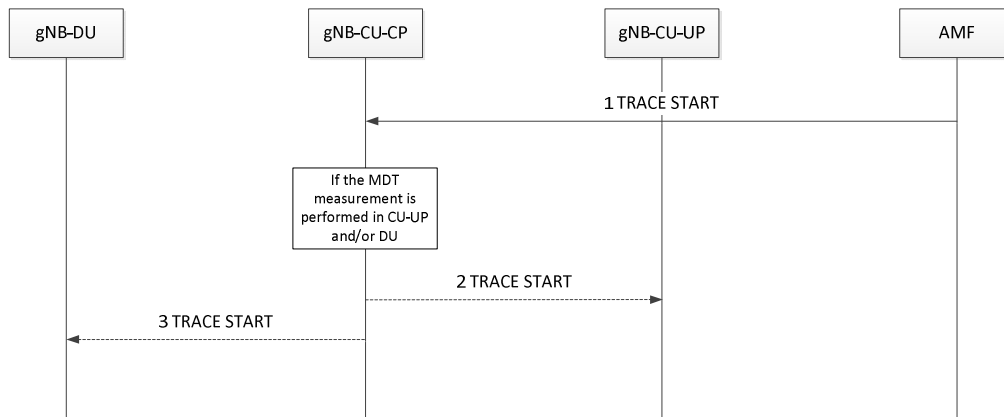 gNB-DU
gNB-CU-CP
gNB-CU-UP
AMF
1 TRACE START
If the MDT
measurement is
performed in CU-UP
and/or DU
2 TRACE START
3 TRACE START